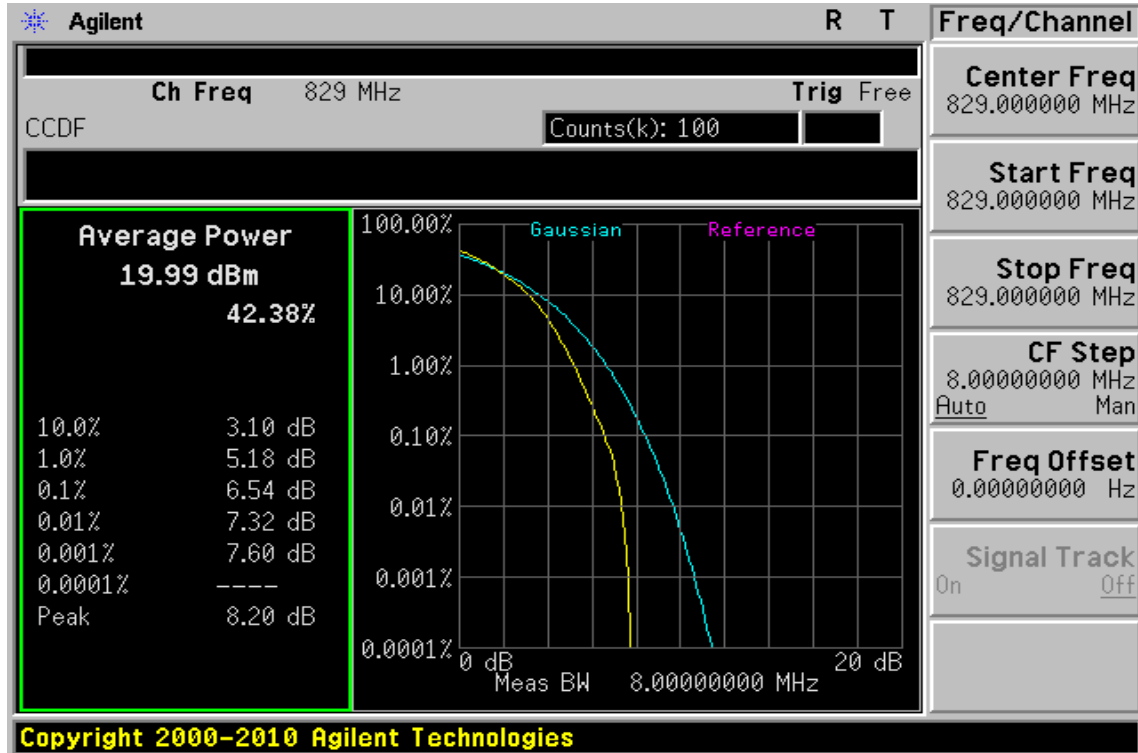 Agilent R T
Ch Freq 829 MHz Trig Free
CCDF Counts(k): 100
Average Power
19.99 dBm
42.38%
10.0% 3.10 dB
1.0% 5.18 dB
0.1% 6.54 dB
0.01% 7.32 dB
0.001% 7.60 dB
0.0001% ----
Peak 8.20 dB
Gaussian Reference
100.00%
10.00%
1.00%
0.10%
0.01%
0.001%
0.0001%
0 dB 20 dB
Meas BW 8.00000000 MHz
Freq/Channel
Center Freq
829.000000 MHz
Start Freq
829.000000 MHz
Stop Freq
829.000000 MHz
CF Step
8.00000000 MHz
Auto Man
Freq Offset
0.00000000 Hz
Signal Track
On Off
Copyright 2000-2010 Agilent Technologies